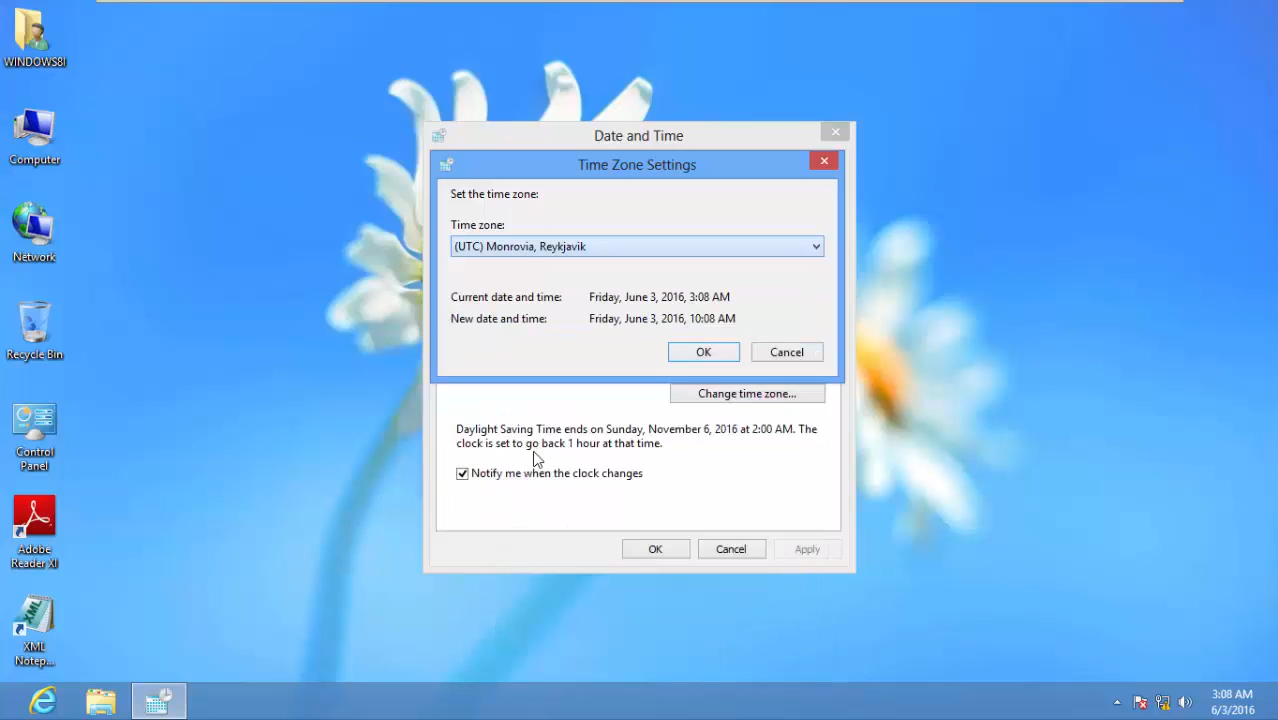 WINDOWS8I
Computer
Network
Recycle Bin
Control
Panel
Adobe
Reader XI
XML
Notep...
Date and Time
Time Zone Settings
Set the time zone:
Time zone:
(UTC) Monrovia, Reykjavik
Current date and time: Friday, June 3, 2016, 3:08 AM
New date and time: Friday, June 3, 2016, 10:08 AM
OK Cancel
Change time zone...
Daylight Saving Time ends on Sunday, November 6, 2016 at 2:00 AM. The
clock is set to go back 1 hour at that time.
Notify me when the clock changes
OK Cancel Apply
3:08 AM
6/3/2016